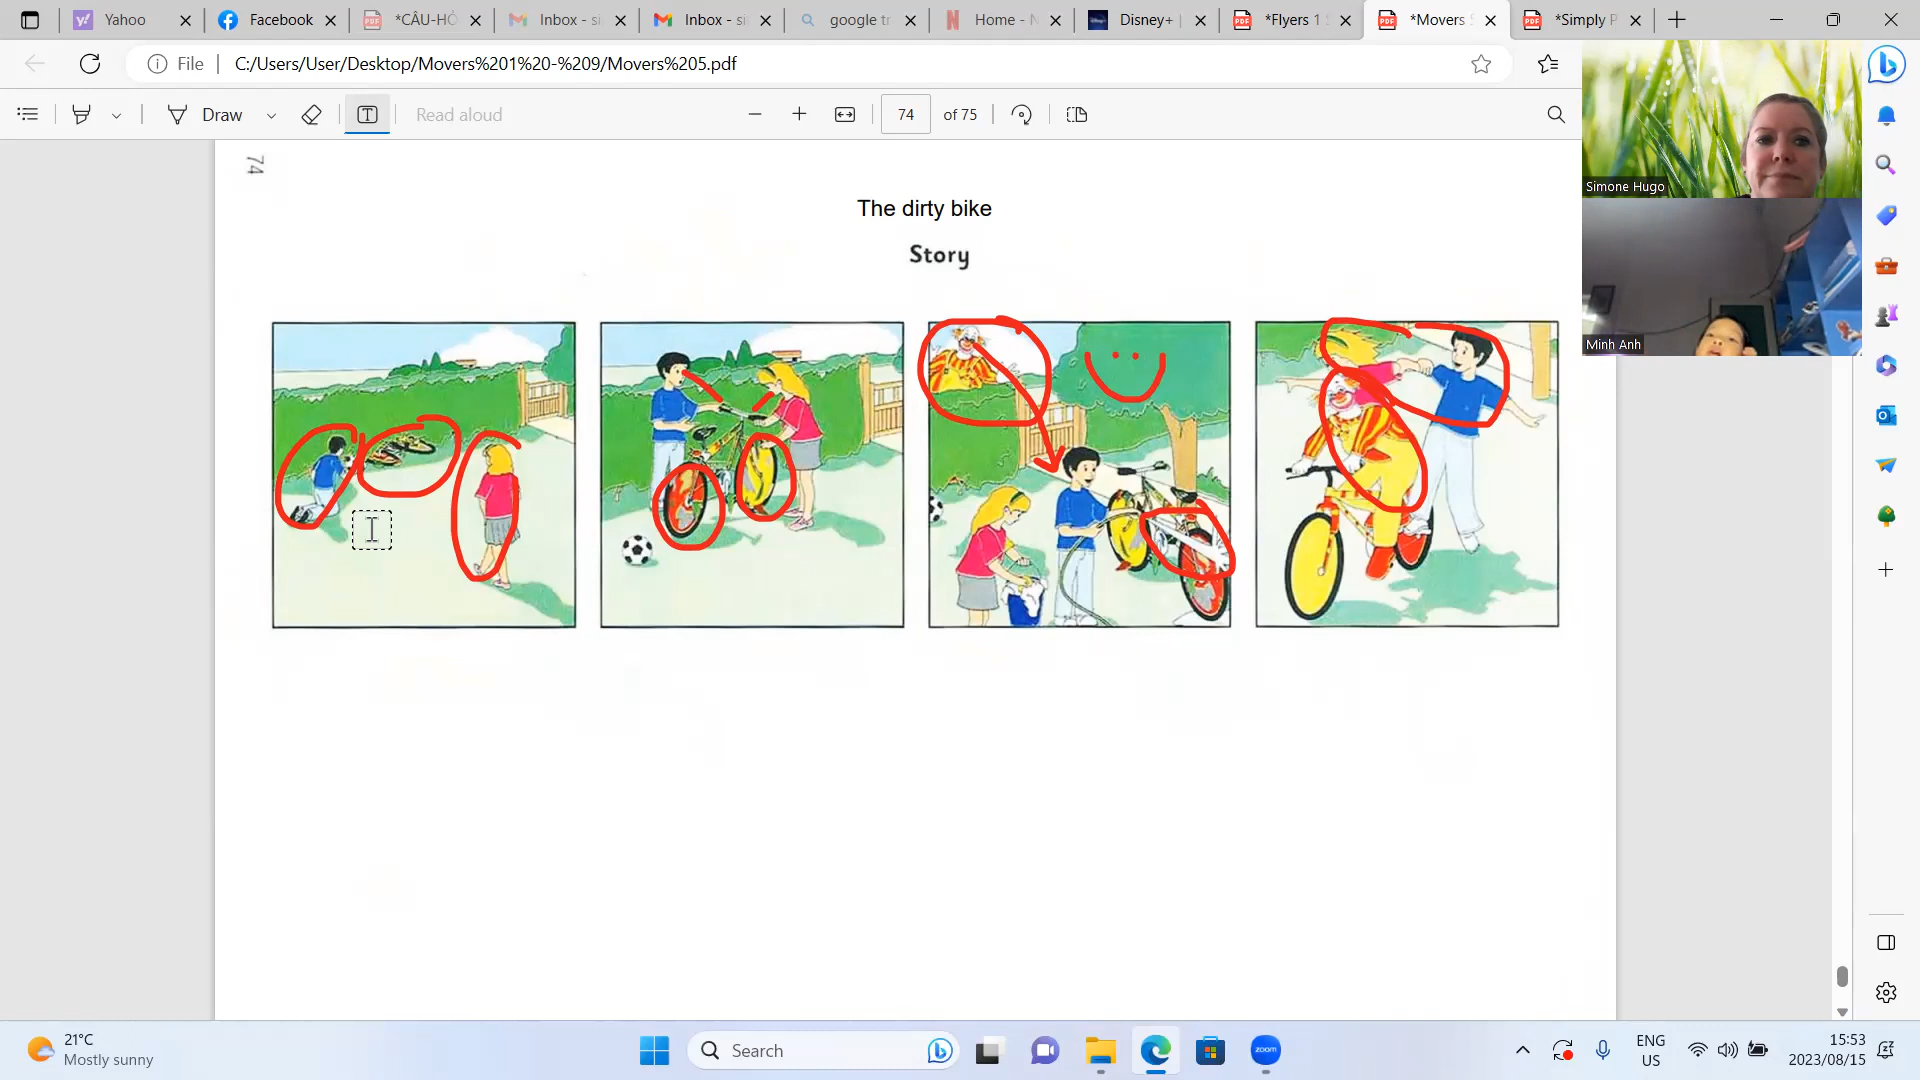 Yahoo
Facebook
*CÂU-HỎ
Inbox - si
Inbox - si
google tr
Home - N
Disney+ |
*Flyers 1 S
*Movers 5
*Simply P
File
C:/Users/User/Desktop/Movers%201%20-%209/Movers%205.pdf
Draw
Read aloud
74
of 75
74
The dirty bike
Story
Simone Hugo
Minh Anh
21°C
Mostly sunny
Search
zoom
ENG
US
15:53
2023/08/15